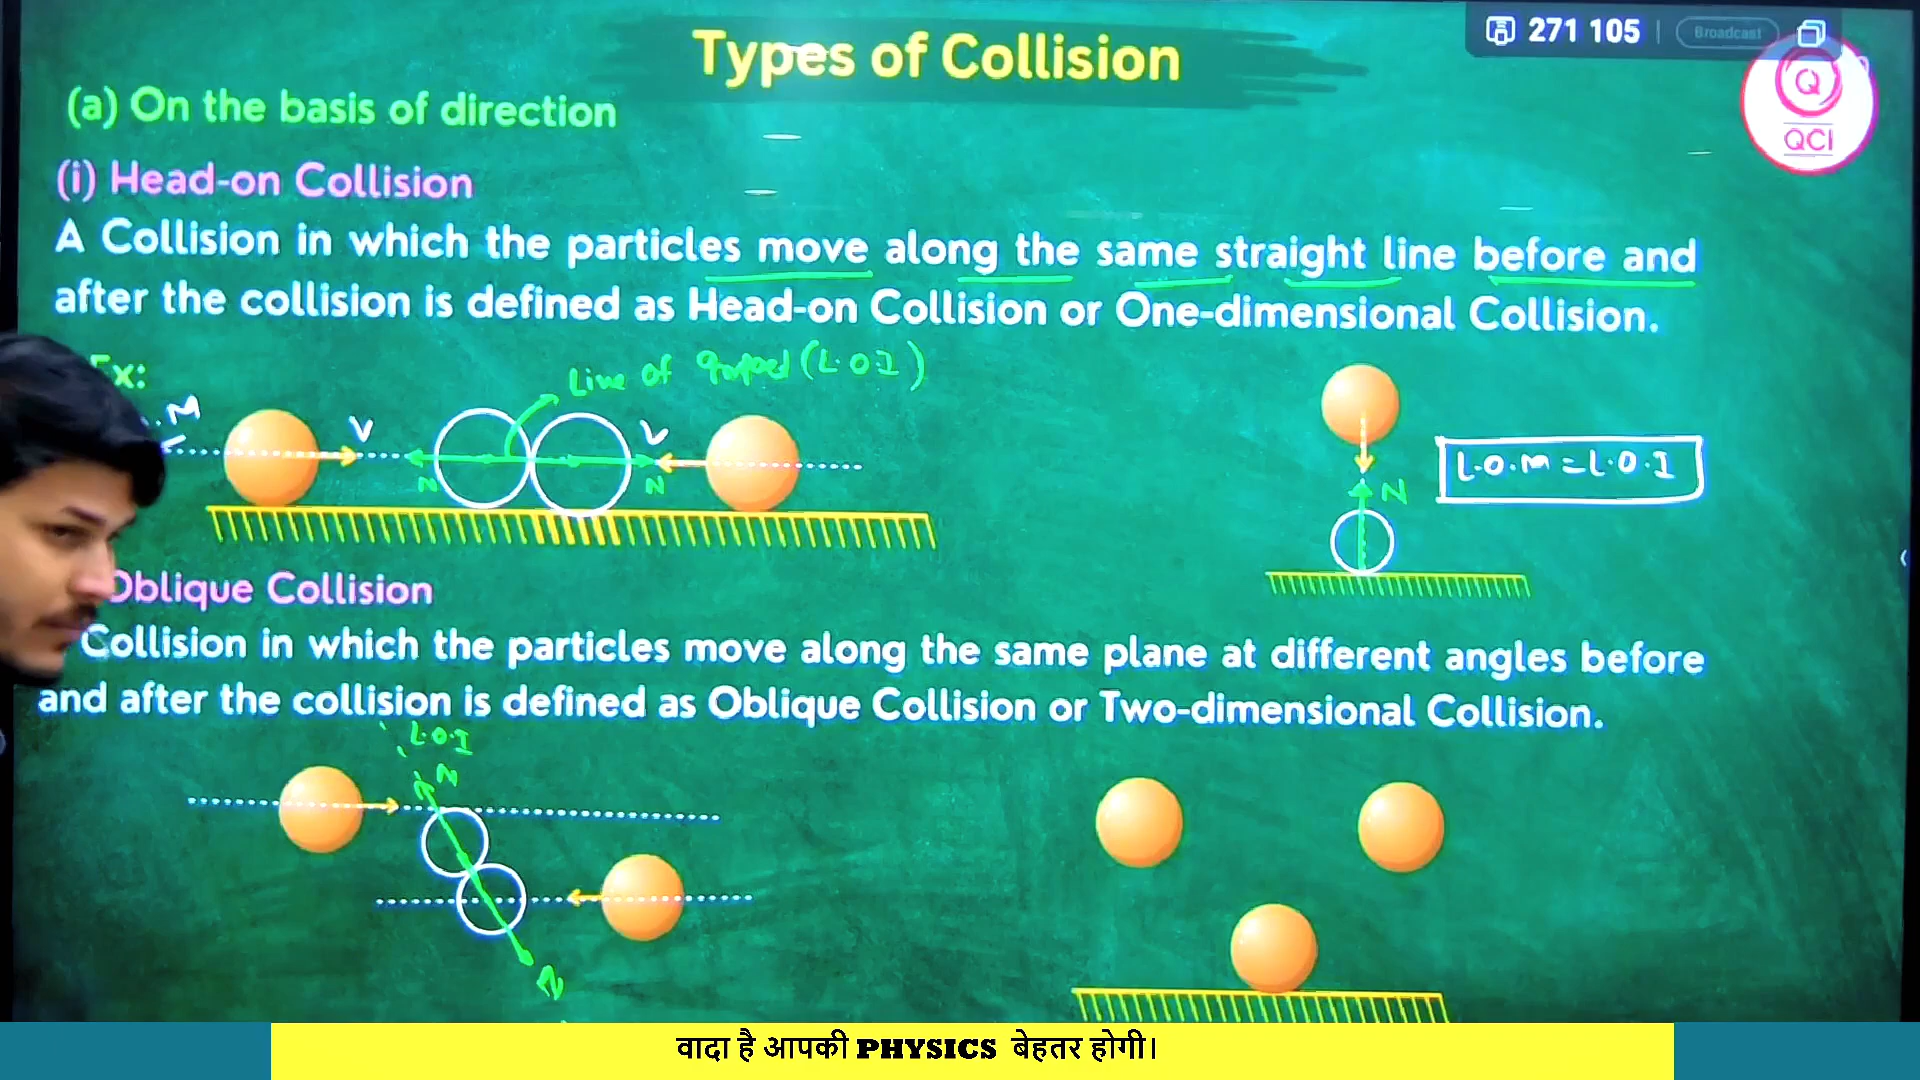 Types of Collision
271 105
Broadcast
Q
QCI
(a) On the basis of direction
(i) Head-on Collision
A Collision in which the particles move along the same straight line before and
after the collision is defined as Head-on Collision or One-dimensional Collision.
Ex:
Line of (L.O.I)
.M
V
V
N
N
N
L.O.M = L.O.I
Oblique Collision
Collision in which the particles move along the same plane at different angles before
and after the collision is defined as Oblique Collision or Two-dimensional Collision.
L.O.I
N
N
वादा है आपकी PHYSICS बेहतर होगी।